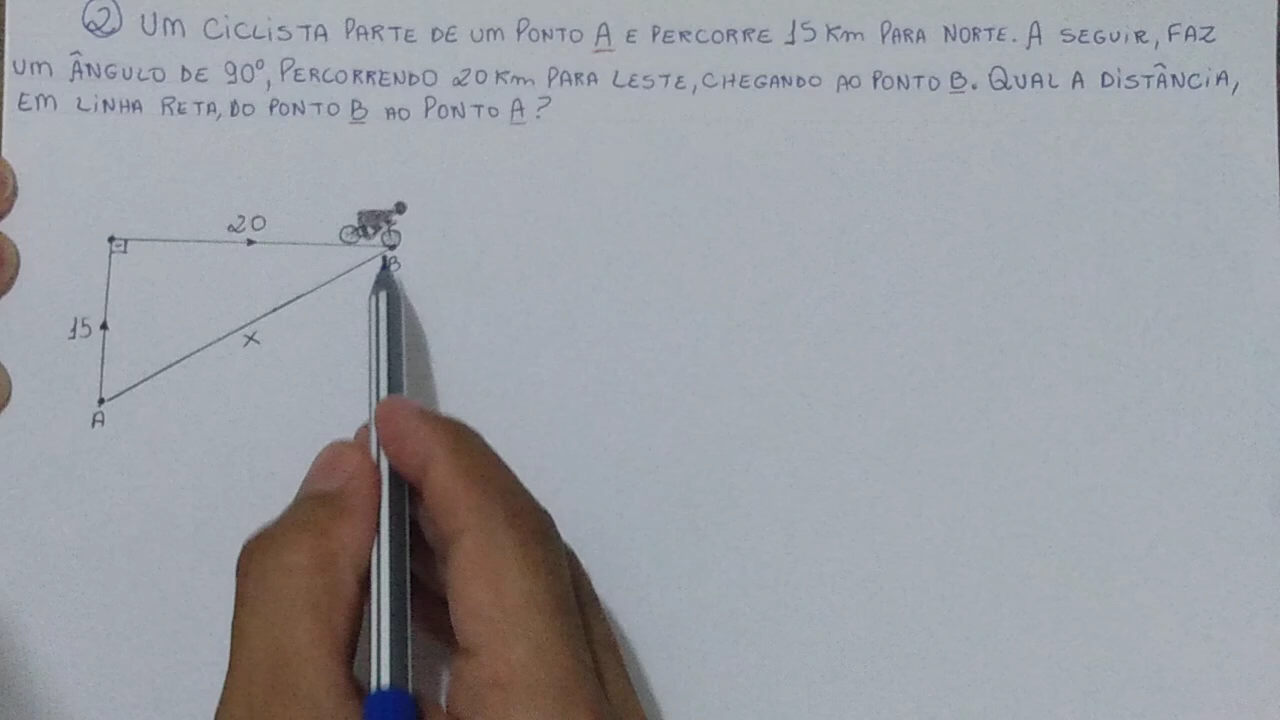 2 UM CICLISTA PARTE DE UM PONTO A E PERCORRE 15 Km PARA NORTE. A SEGUIR, FAZ
UM ÂNGULO DE 90º, PERCORRENDO 20 Km PARA LESTE, CHEGANDO AO PONTO B. QUAL A DISTÂNCIA,
EM LINHA RETA, DO PONTO B AO PONTO A?
20
B
15
x
A